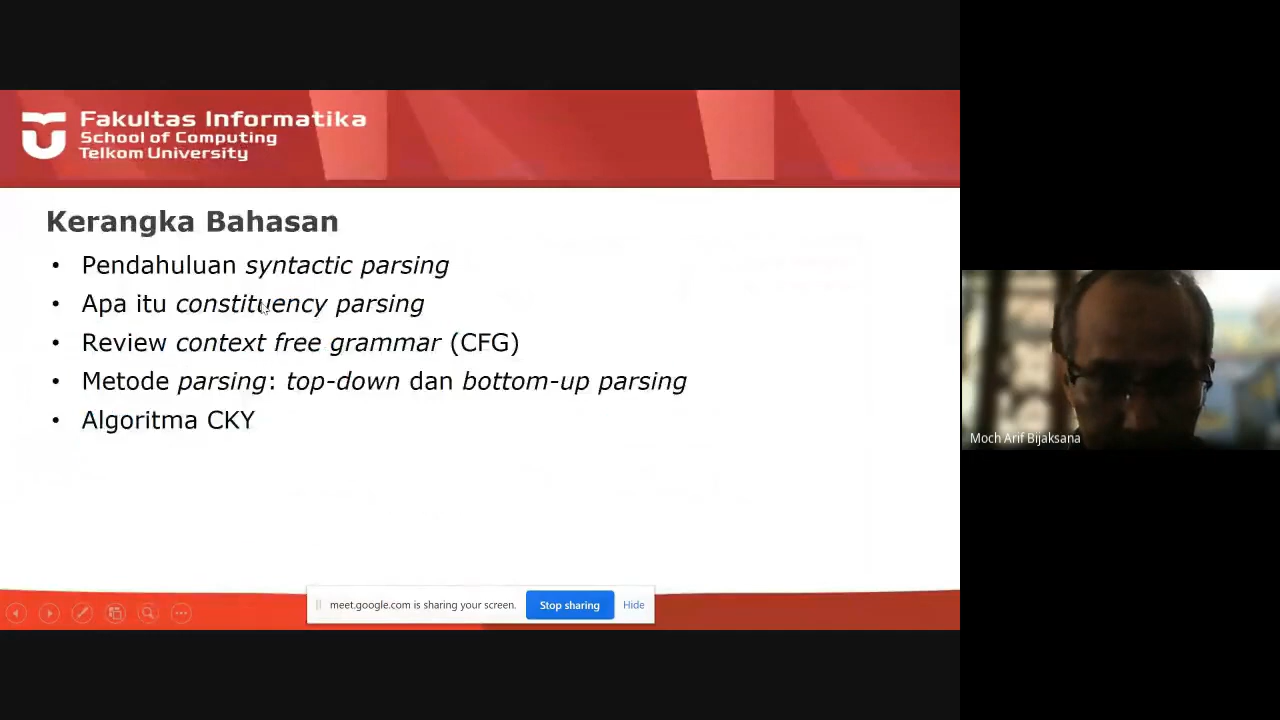 Fakultas Informatika
School of Computing
Telkom University
Kerangka Bahasan
• Pendahuluan syntactic parsing
• Apa itu constituency parsing
• Review context free grammar (CFG)
• Metode parsing: top-down dan bottom-up parsing
• Algoritma CKY
meet.google.com is sharing your screen. Stop sharing Hide
Moch Arif Bijaksana